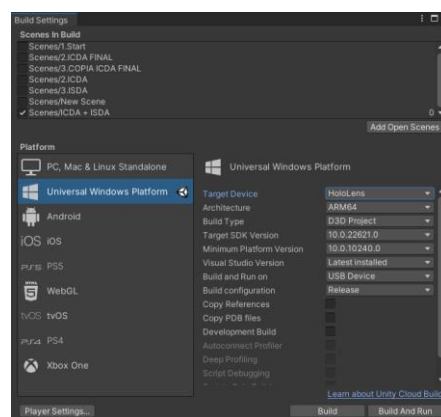 Build Settings
Scenes In Build
Scenes/1.Start
Scenes/2.ICDA FINAL
Scenes/3.COPIA ICDA FINAL
Scenes/2.ICDA
Scenes/3.ISDA
Scenes/New Scene
Scenes/ICDA + ISDA 0
Add Open Scenes
Platform
PC, Mac & Linux Standalone
Universal Windows Platform
Android
iOS iOS
PS5 PS5
WebGL
tvOS tvOS
PS4 PS4
Xbox One
Universal Windows Platform
Target Device HoloLens
Architecture ARM64
Build Type D3D Project
Target SDK Version 10.0.22621.0
Minimum Platform Version 10.0.10240.0
Visual Studio Version Latest installed
Build and Run on USB Device
Build configuration Release
Copy References
Copy PDB files
Development Build
Autoconnect Profiler
Deep Profiling
Script Debugging
Learn about Unity Cloud Build
Player Settings... Build Build And Run